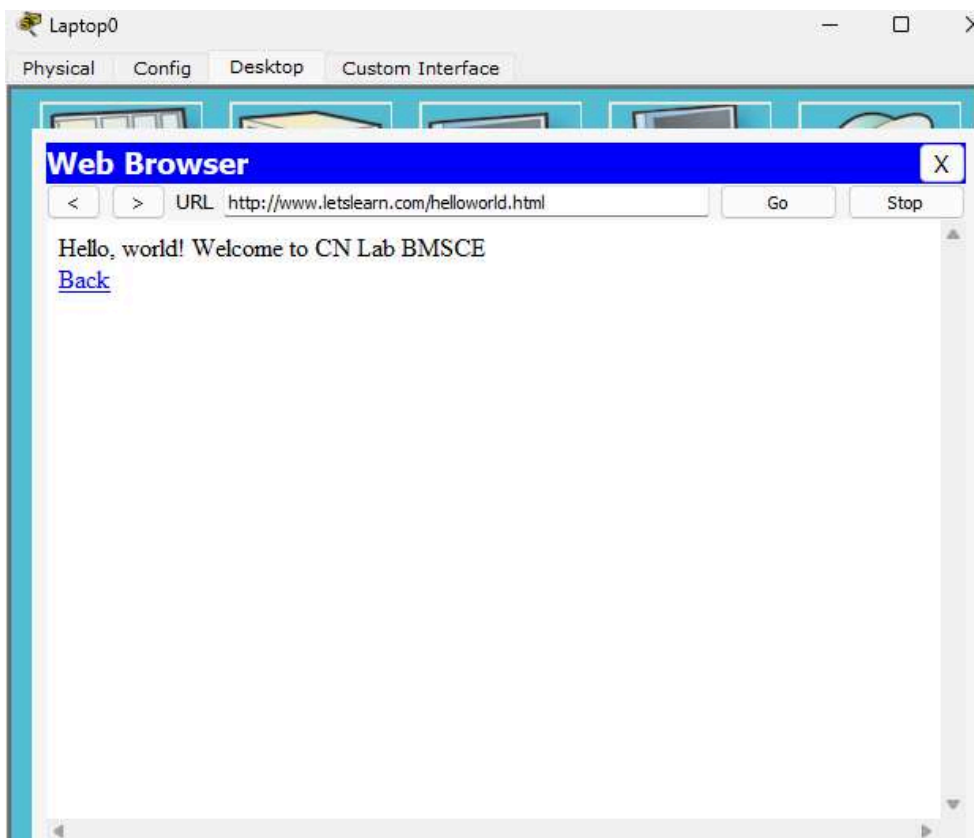 Laptop0
Physical Config Desktop Custom Interface
Web Browser X
< > URL http://www.letslearn.com/helloworld.html Go Stop
Hello, world! Welcome to CN Lab BMSCE
Back